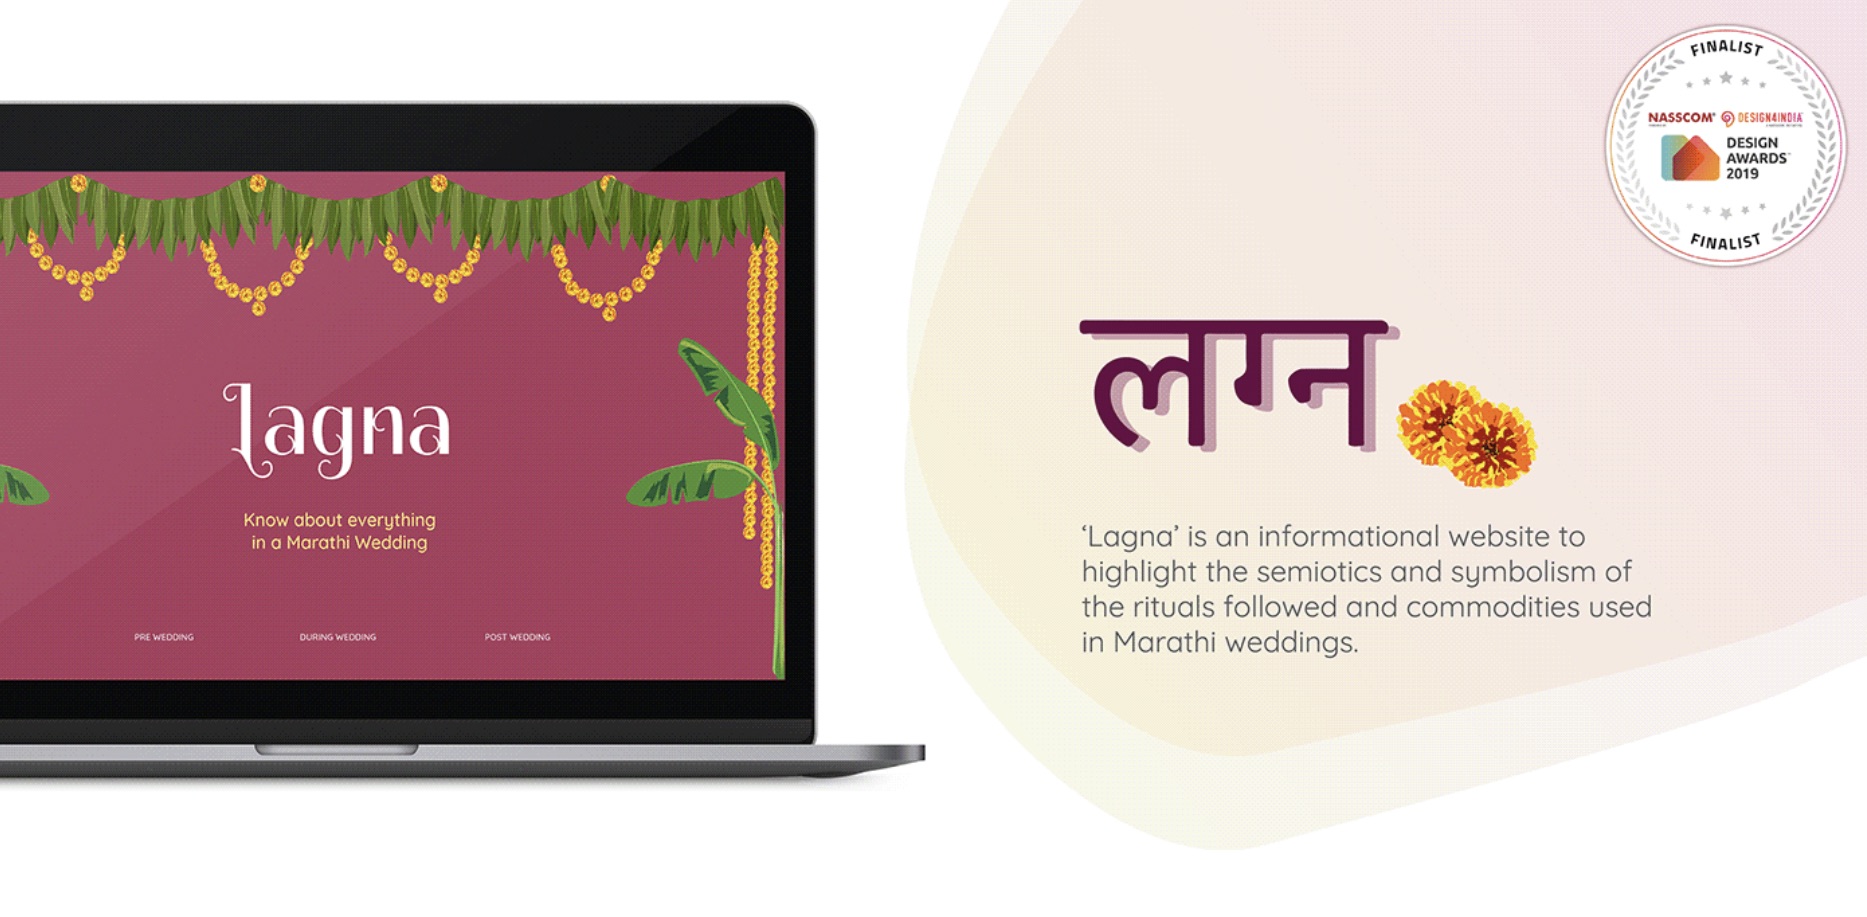 Lagna
Know about everything
in a Marathi Wedding
PRE WEDDING
DURING WEDDING
POST WEDDING
FINALIST
NASSCOM®
DESIGN4INDIA
DESIGN
AWARDS
2019
FINALIST
लग्न
‘Lagna’ is an informational website to
highlight the semiotics and symbolism of
the rituals followed and commodities used
in Marathi weddings.